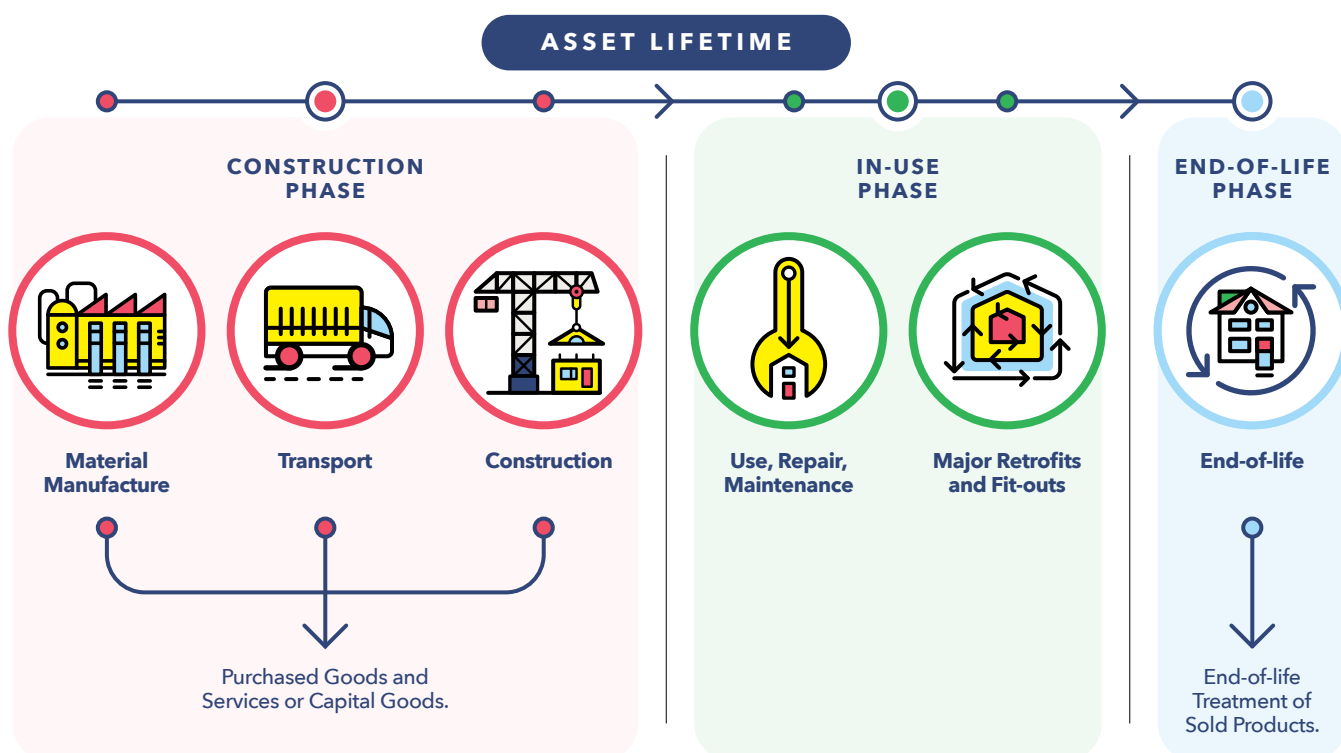 ASSET LIFETIME
CONSTRUCTION
PHASE
IN-USE
PHASE
END-OF-LIFE
PHASE
Material
Manufacture
Transport
Construction
Use, Repair,
Maintenance
Major Retrofits
and Fit-outs
End-of-life
Purchased Goods and
Services or Capital Goods.
End-of-life
Treatment of
Sold Products.